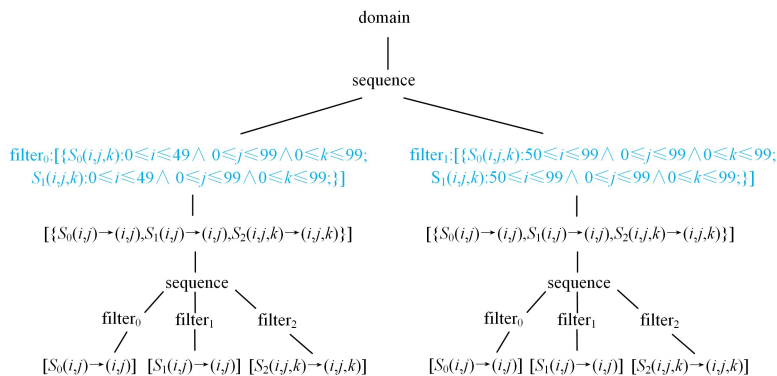 domain
sequence
filter₀:[{S₀(i,j,k):0≤i≤49∧ 0≤j≤99∧0≤k≤99;
S₁(i,j,k):0≤i≤49∧ 0≤j≤99∧0≤k≤99;}]
filter₁:[{S₀(i,j,k):50≤i≤99∧ 0≤j≤99∧0≤k≤99;
S₁(i,j,k):50≤i≤99∧ 0≤j≤99∧0≤k≤99;}]
[{S₀(i,j)→(i,j),S₁(i,j)→(i,j),S₂(i,j,k)→(i,j,k)}]
[{S₀(i,j)→(i,j),S₁(i,j)→(i,j),S₂(i,j,k)→(i,j,k)}]
sequence
sequence
filter₀ filter₁ filter₂
filter₀ filter₁ filter₂
[S₀(i,j)→(i,j)] [S₁(i,j)→(i,j)] [S₂(i,j,k)→(i,j,k)]
[S₀(i,j)→(i,j)] [S₁(i,j)→(i,j)] [S₂(i,j,k)→(i,j,k)]